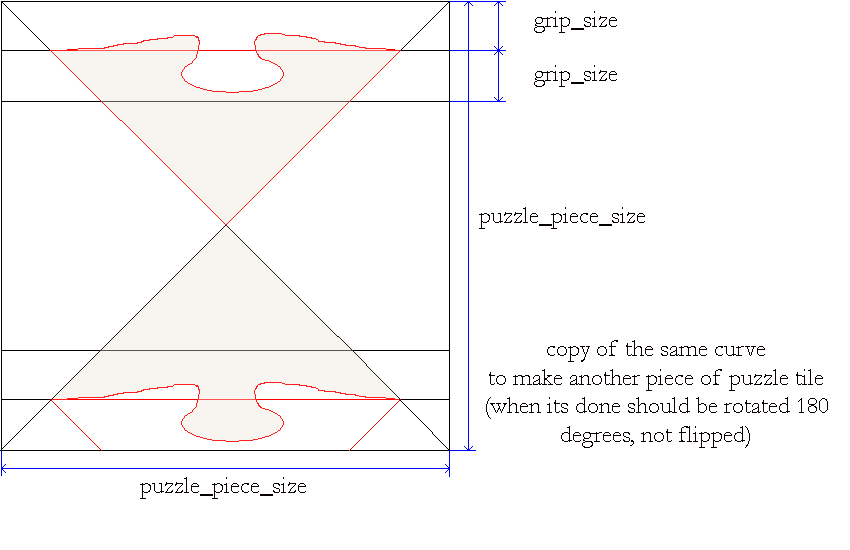 grip_size
grip_size
puzzle_piece_size
copy of the same curve
to make another piece of puzzle tile
(when its done should be rotated 180
degrees, not flipped)
puzzle_piece_size